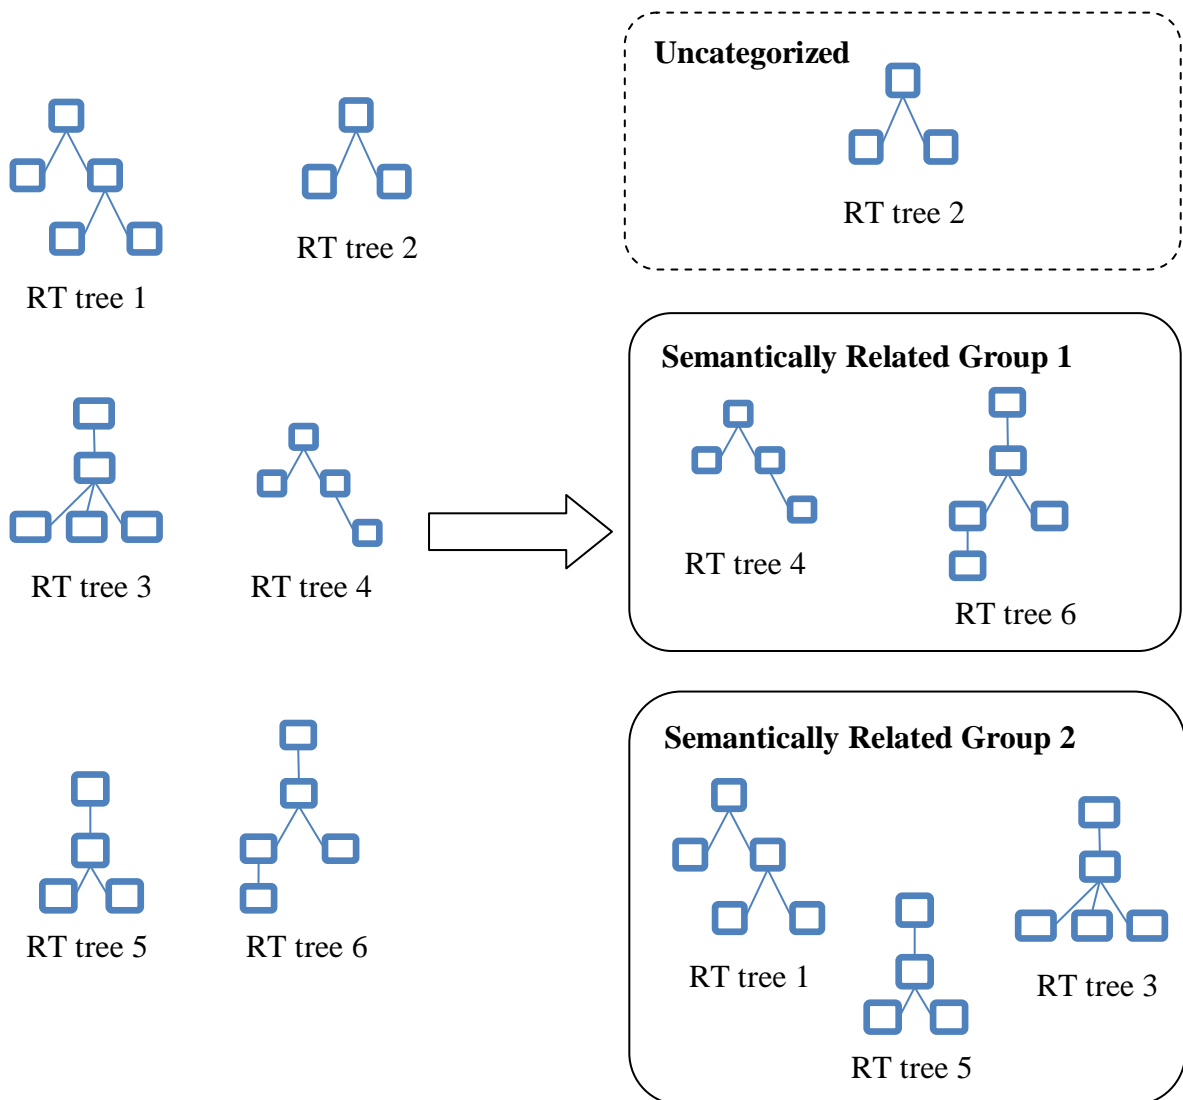 RT tree 1
RT tree 2
RT tree 3
RT tree 4
RT tree 5
RT tree 6
Uncategorized
RT tree 2
Semantically Related Group 1
RT tree 4
RT tree 6
Semantically Related Group 2
RT tree 1
RT tree 3
RT tree 5